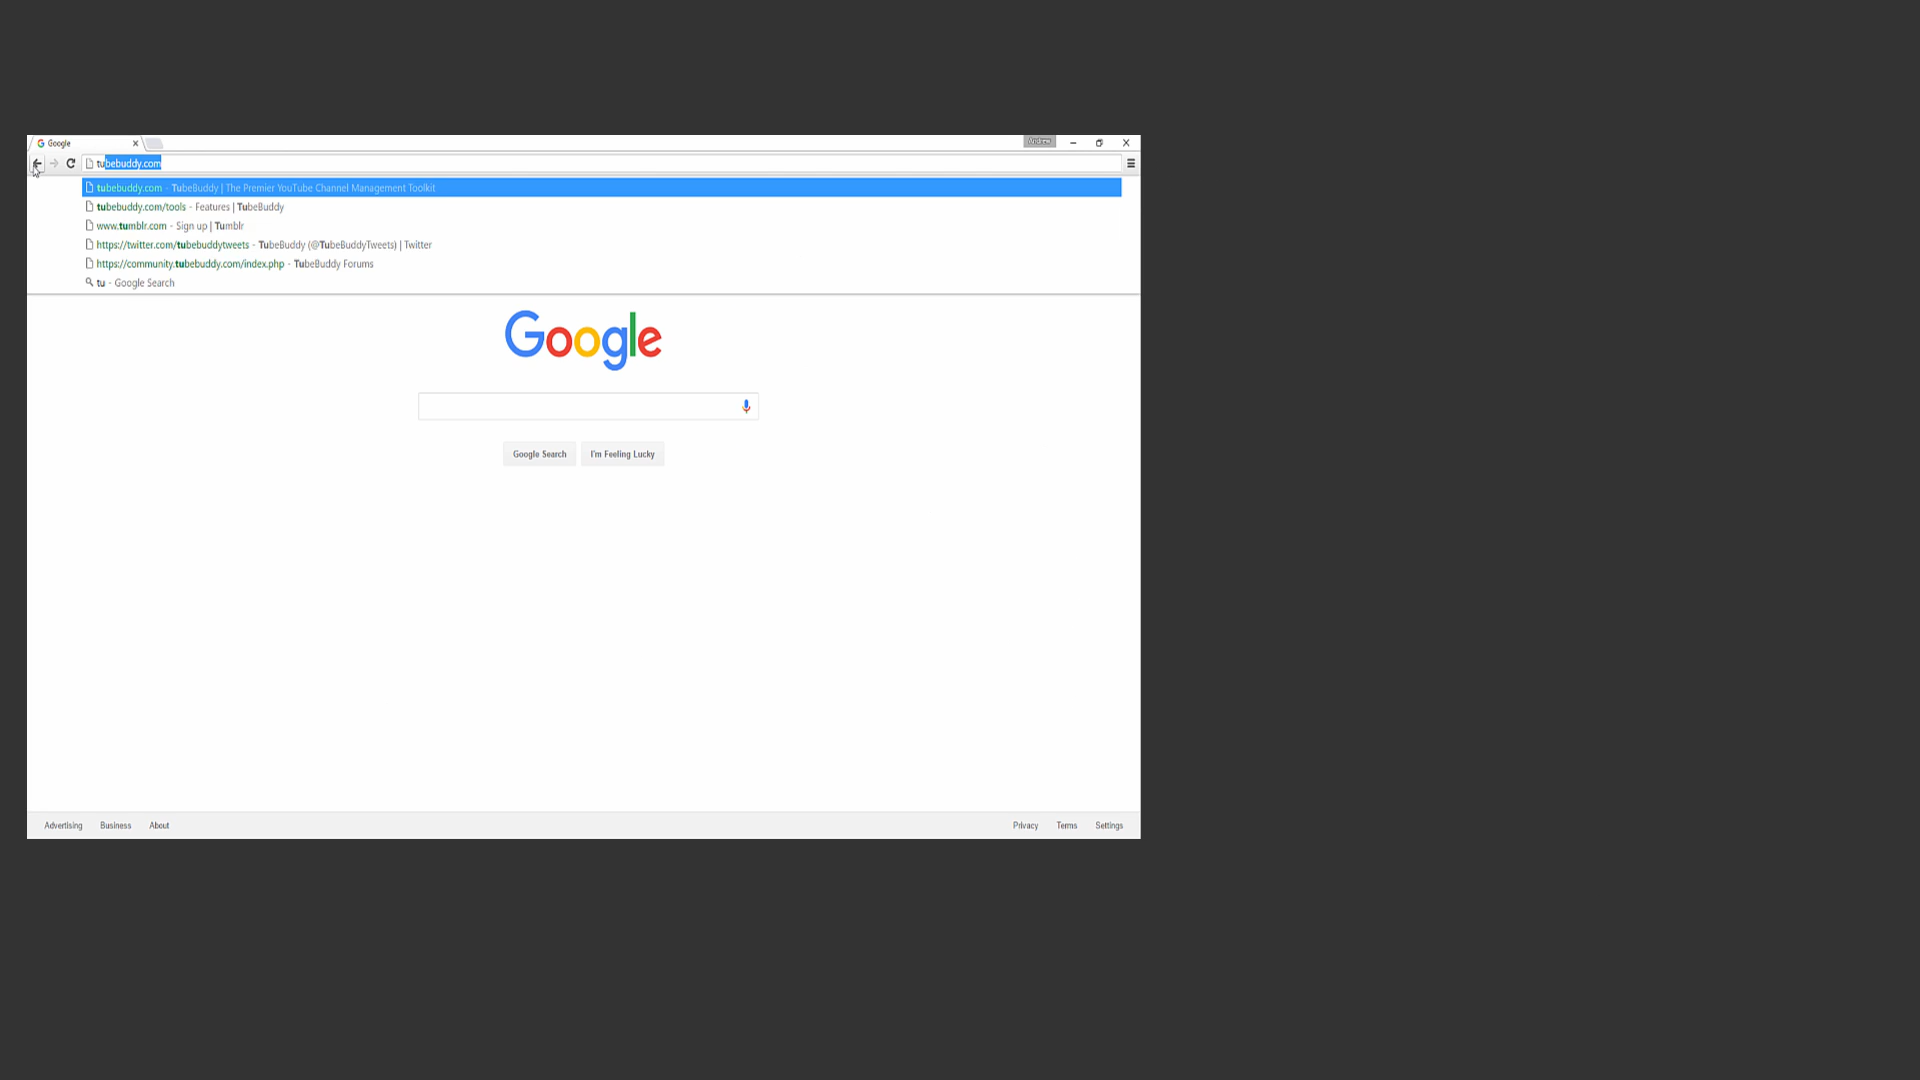 Google
Andrew
tubebuddy.com
tubebuddy.com - TubeBuddy | The Premier YouTube Channel Management Toolkit
tubebuddy.com/tools - Features | TubeBuddy
www.tumblr.com - Sign up | Tumblr
https://twitter.com/tubebuddytweets - TubeBuddy (@TubeBuddyTweets) | Twitter
https://community.tubebuddy.com/index.php - TubeBuddy Forums
tu - Google Search
Google
Google Search I'm Feeling Lucky
Advertising Business About Privacy Terms Settings